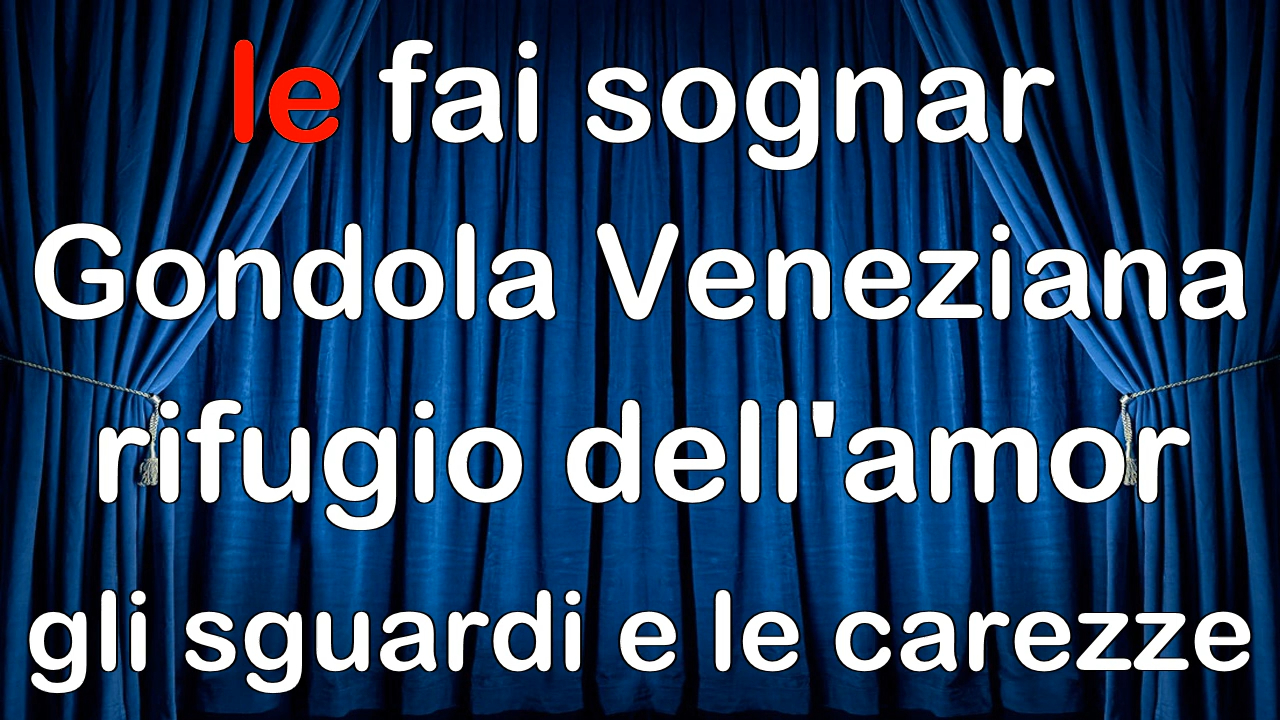 le fai sognar
Gondola Veneziana
rifugio dell'amor
gli sguardi e le carezze